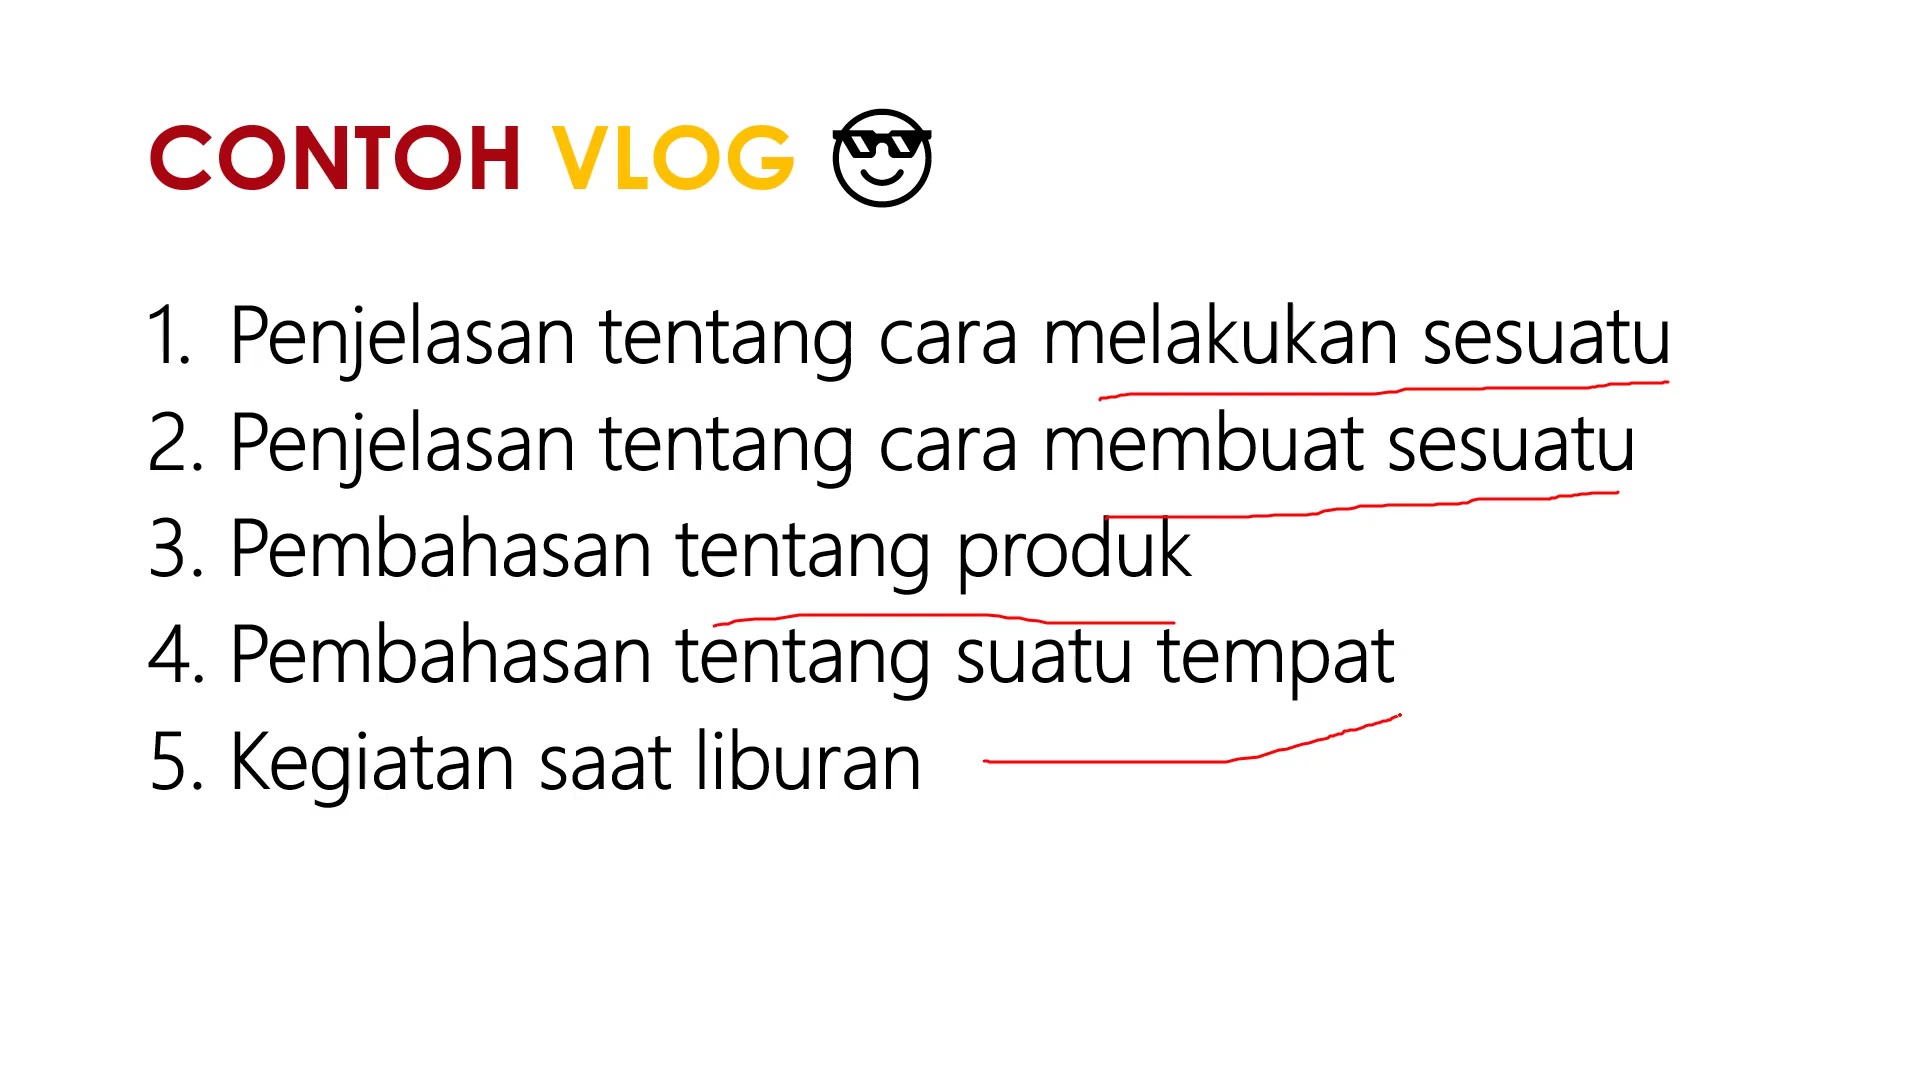 CONTOH VLOG
1. Penjelasan tentang cara melakukan sesuatu
2. Penjelasan tentang cara membuat sesuatu
3. Pembahasan tentang produk
4. Pembahasan tentang suatu tempat
5. Kegiatan saat liburan